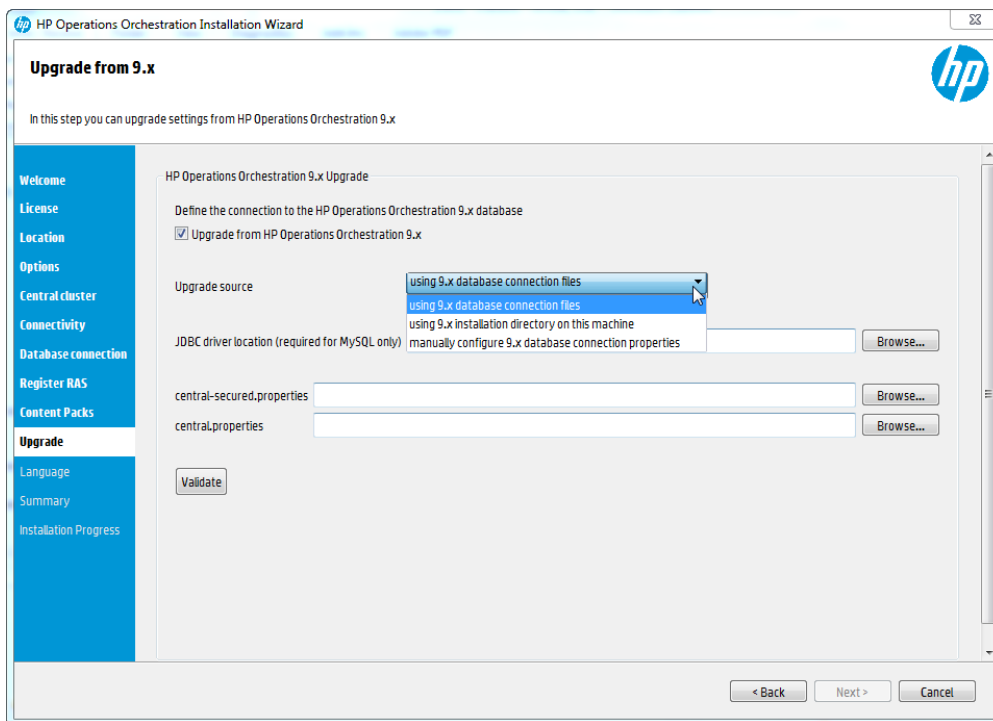 HP Operations Orchestration Installation Wizard
Upgrade from 9.x
hp
In this step you can upgrade settings from HP Operations Orchestration 9.x
Welcome
License
Location
Options
Central cluster
Connectivity
Database connection
Register RAS
Content Packs
Upgrade
Language
Summary
Installation Progress
HP Operations Orchestration 9.x Upgrade
Define the connection to the HP Operations Orchestration 9.x database
Upgrade from HP Operations Orchestration 9.x
Upgrade source
using 9.x database connection files
using 9.x database connection files
using 9.x installation directory on this machine
manually configure 9.x database connection properties
JDBC driver location (required for MySQL only)
Browse...
central-secured.properties
Browse...
central.properties
Browse...
Validate
< Back
Next >
Cancel